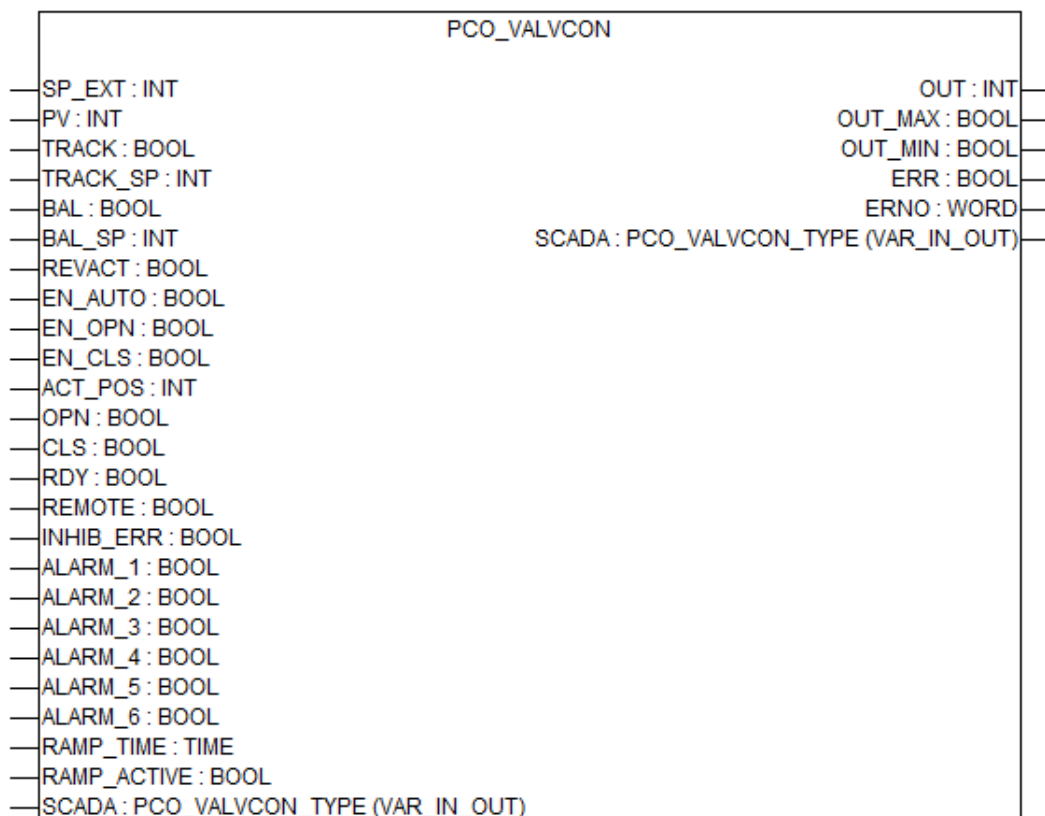 PCO_VALVCON
SP_EXT : INT
OUT : INT
PV : INT
OUT_MAX : BOOL
TRACK : BOOL
OUT_MIN : BOOL
TRACK_SP : INT
ERR : BOOL
BAL : BOOL
ERNO : WORD
BAL_SP : INT
SCADA : PCO_VALVCON_TYPE (VAR_IN_OUT)
REVACT : BOOL
EN_AUTO : BOOL
EN_OPN : BOOL
EN_CLS : BOOL
ACT_POS : INT
OPN : BOOL
CLS : BOOL
RDY : BOOL
REMOTE : BOOL
INHIB_ERR : BOOL
ALARM_1 : BOOL
ALARM_2 : BOOL
ALARM_3 : BOOL
ALARM_4 : BOOL
ALARM_5 : BOOL
ALARM_6 : BOOL
RAMP_TIME : TIME
RAMP_ACTIVE : BOOL
SCADA : PCO_VALVCON_TYPE (VAR_IN_OUT)